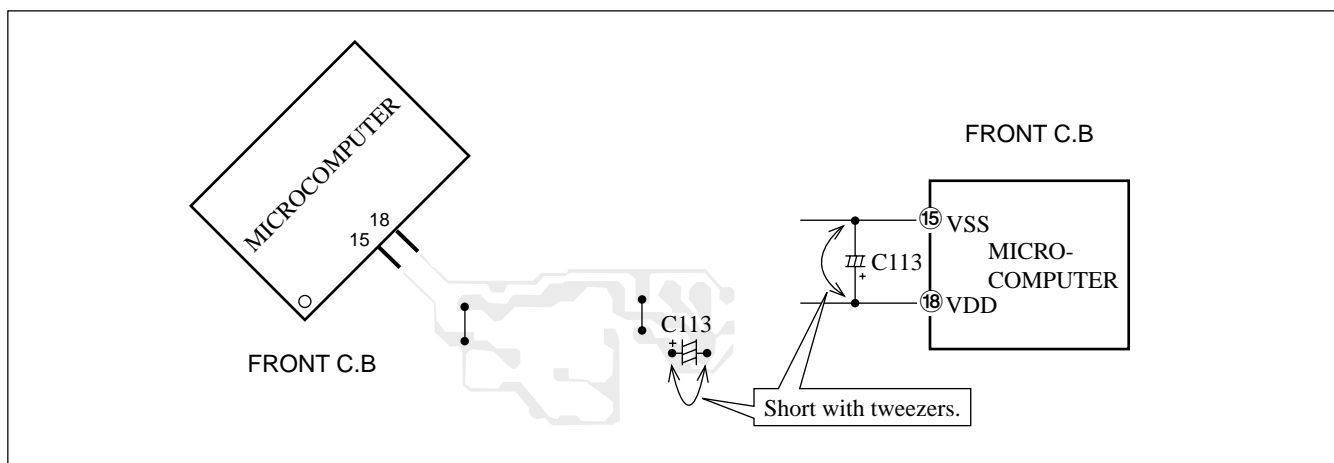 MICROCOMPUTER
18
15
FRONT C.B
C113
+
Short with tweezers.
FRONT C.B
15 VSS
C113
+
MICRO-
COMPUTER
18 VDD